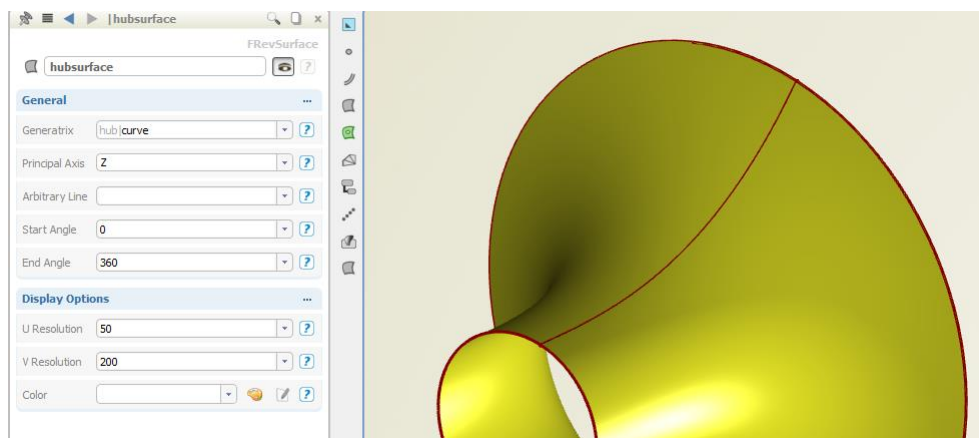 |hubsurface x
FRevSurface
hubsurface ?
General ...
Generatrix hub|curve ?
Principal Axis Z ?
Arbitrary Line ?
Start Angle 0 ?
End Angle 360 ?
Display Options ...
U Resolution 50 ?
V Resolution 200 ?
Color ?